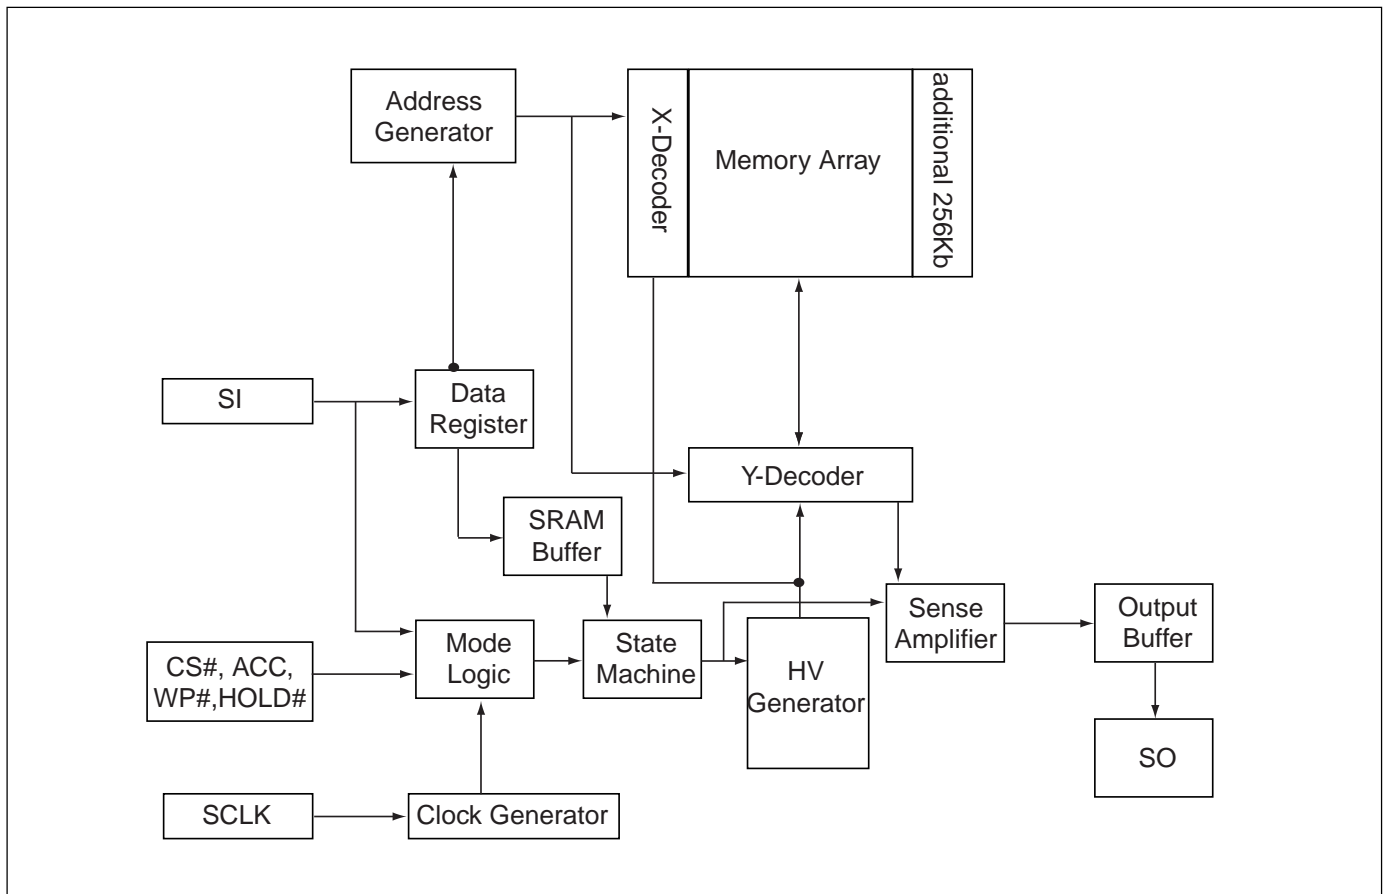 Address
Generator
X-Decoder
Memory Array
additional 256Kb
SI
Data
Register
Y-Decoder
SRAM
Buffer
Sense
Amplifier
Output
Buffer
CS#, ACC,
WP#,HOLD#
Mode
Logic
State
Machine
HV
Generator
SO
SCLK
Clock Generator